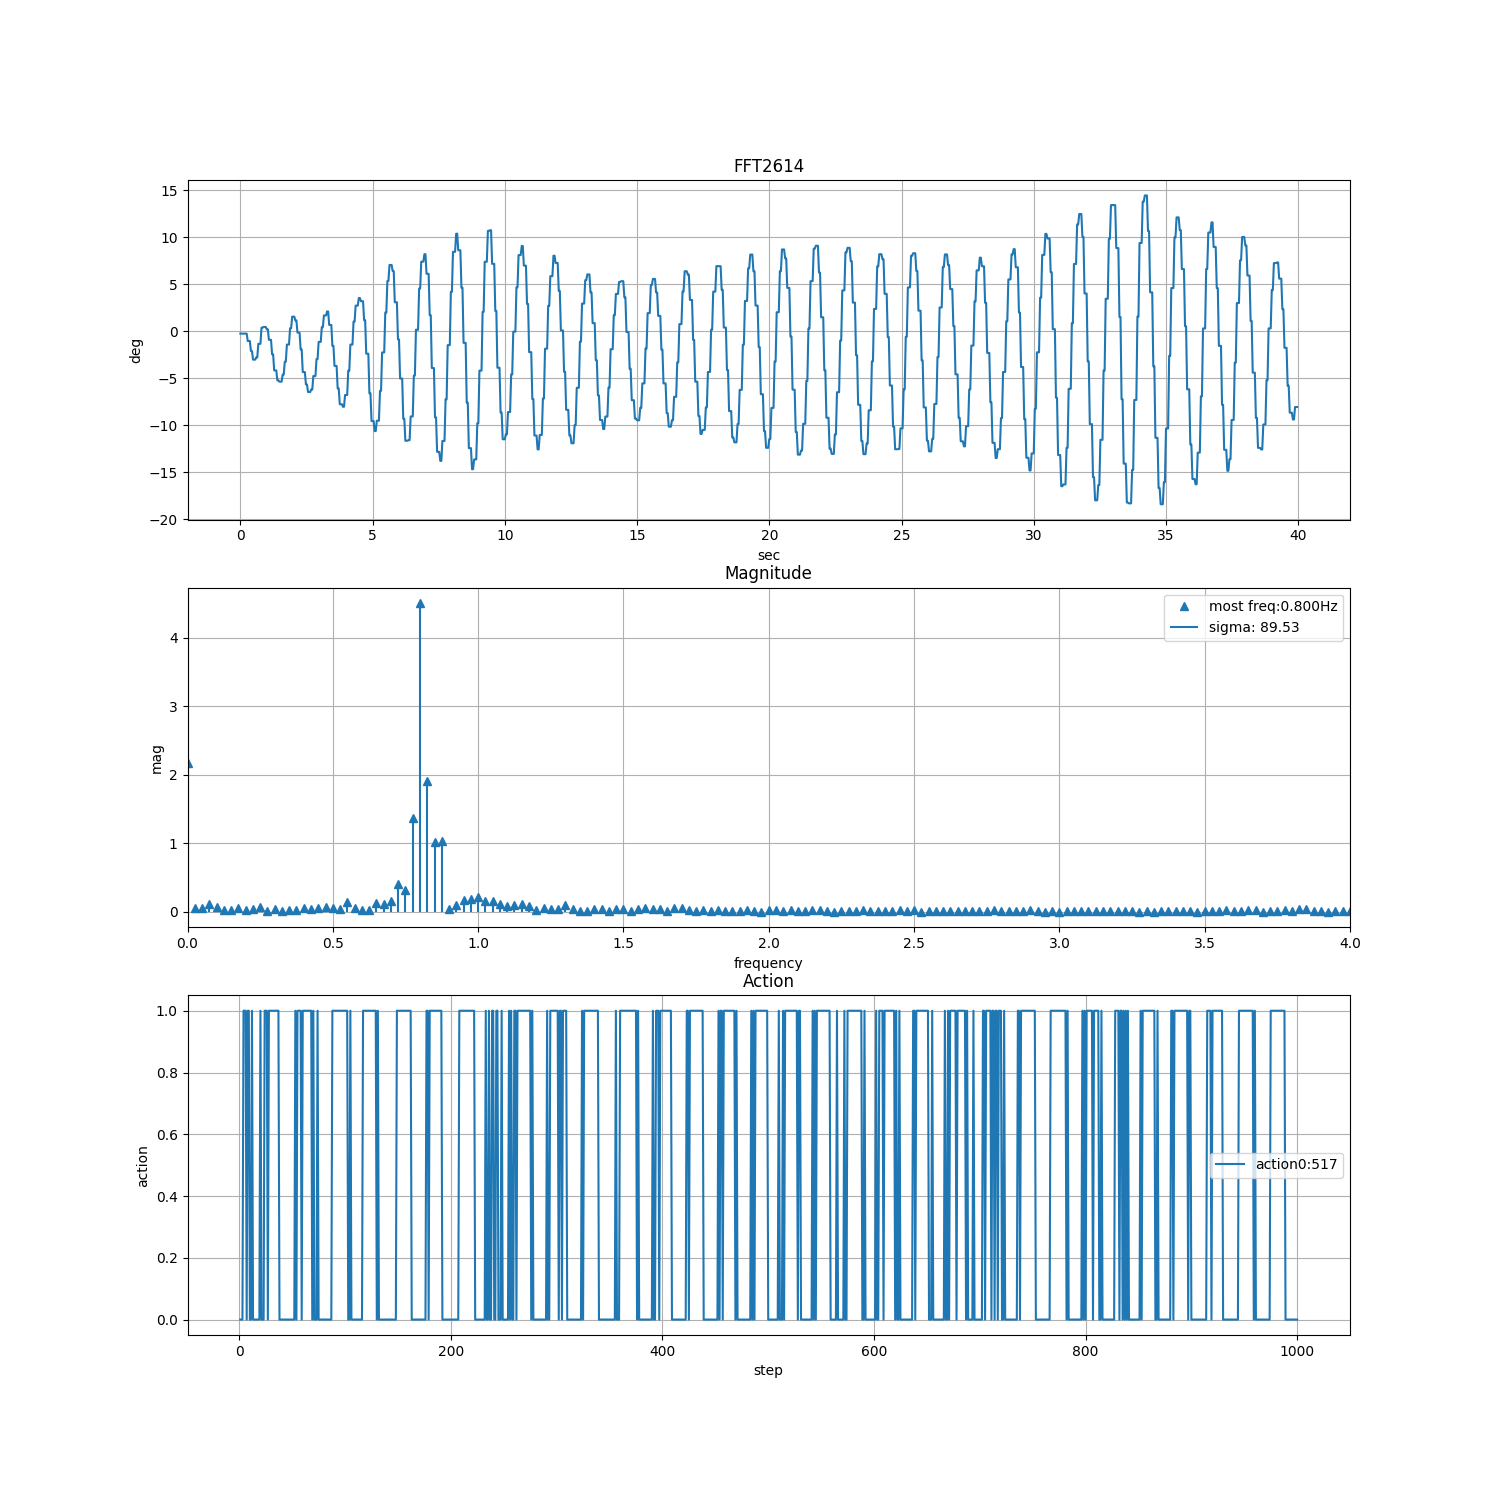 FFT2614
15
10
5
0
−5
−10
−15
−20
deg
0 5 10 15 20 25 30 35 40
sec
Magnitude
most freq:0.800Hz
sigma: 89.53
4
3
2
1
0
mag
0.0 0.5 1.0 1.5 2.0 2.5 3.0 3.5 4.0
frequency
Action
1.0
0.8
0.6
0.4
0.2
0.0
action
action0:517
0 200 400 600 800 1000
step